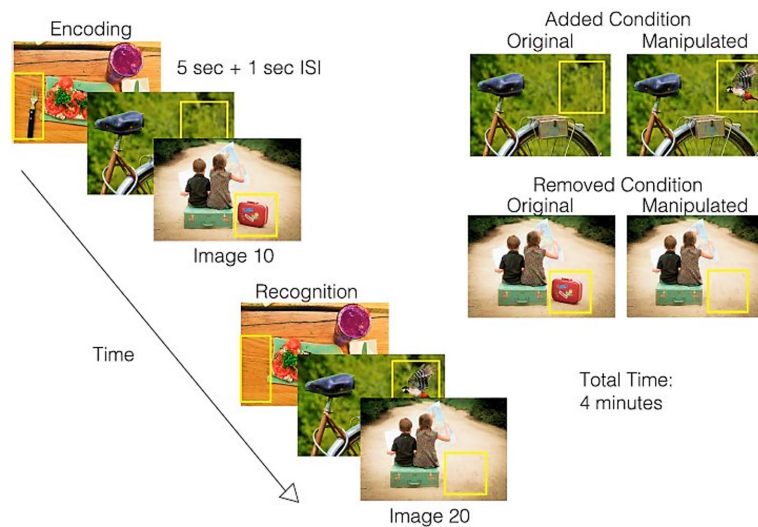 Encoding
5 sec + 1 sec ISI
Image 10
Recognition
Time
Image 20
Added Condition
Original Manipulated
Removed Condition
Original Manipulated
Total Time:
4 minutes